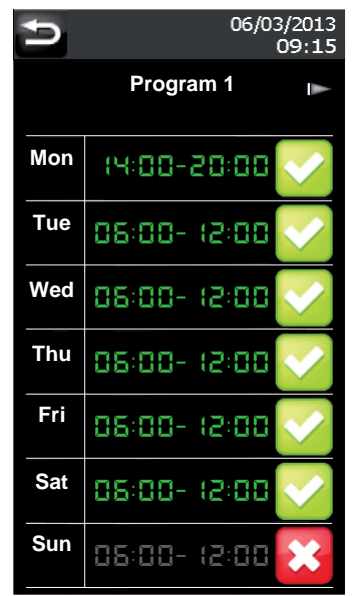 06/03/2013
09:15
Program 1
Mon 14:00-20:00
Tue 06:00-12:00
Wed 06:00-12:00
Thu 06:00-12:00
Fri 06:00-12:00
Sat 06:00-12:00
Sun 06:00-12:00